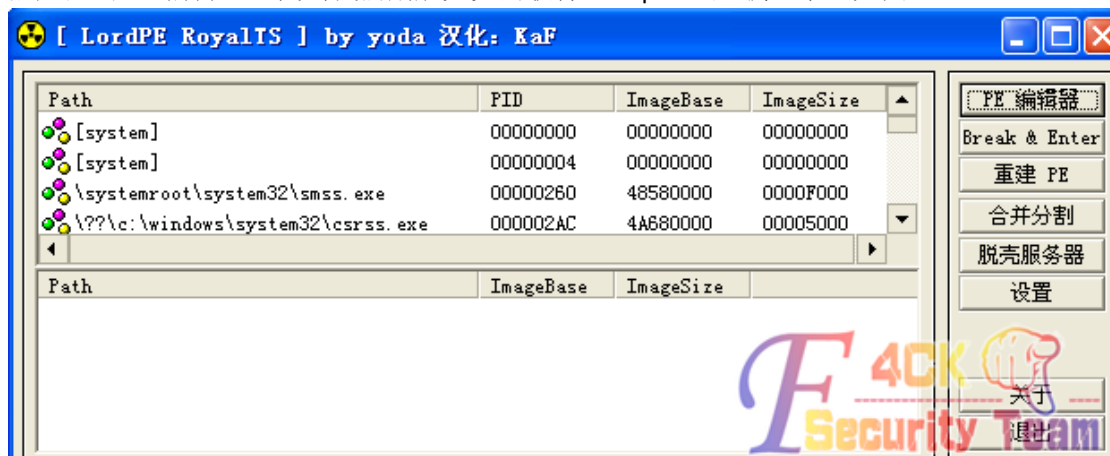 [ LordPE RoyalTS ] by yoda 汉化: KaF
Path PID ImageBase ImageSize
[system] 00000000 00000000 00000000
[system] 00000004 00000000 00000000
\systemroot\system32\smss.exe 00000260 48580000 0000F000
\??\c:\windows\system32\csrss.exe 000002AC 4A680000 00005000
Path ImageBase ImageSize
PE 编辑器
Break & Enter
重建 PE
合并分割
脱壳服务器
设置
关于
退出
F4CK
Security Team